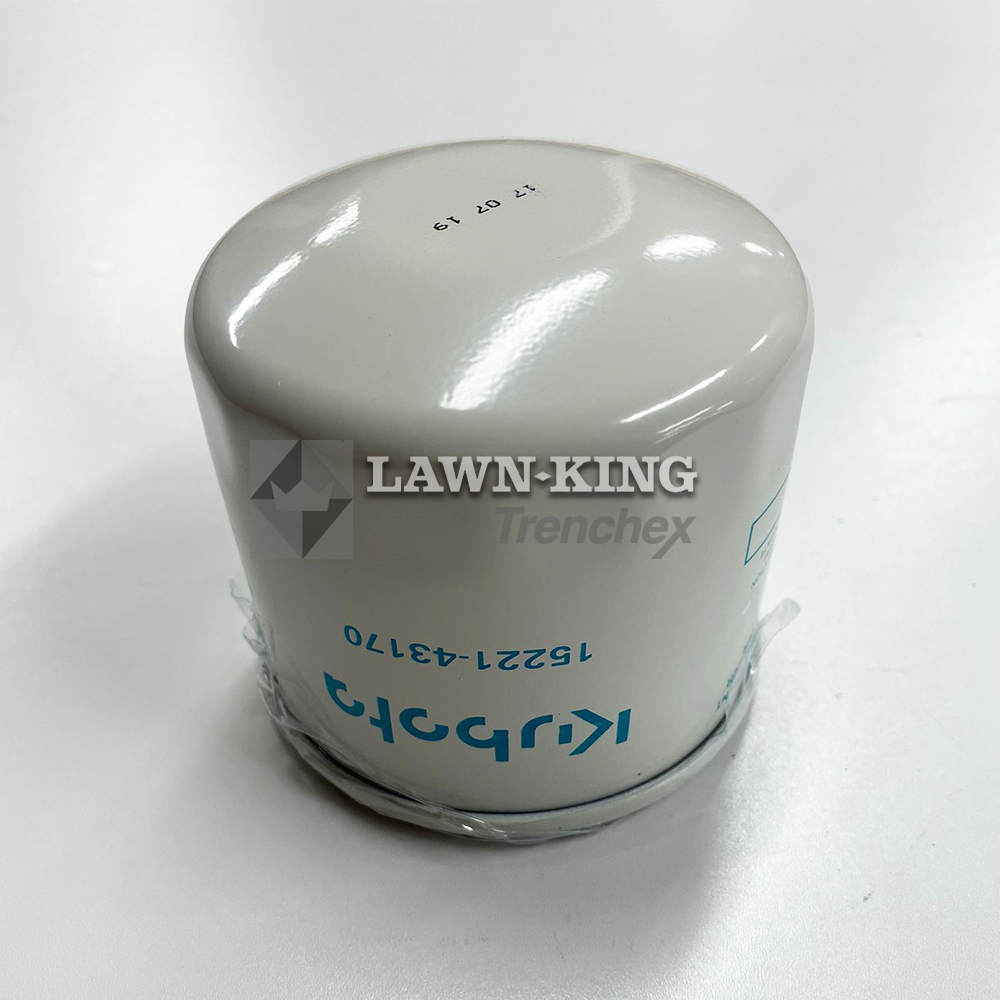 17 07 19
LAWN-KING
Trenchex
15221-43170
Kubota